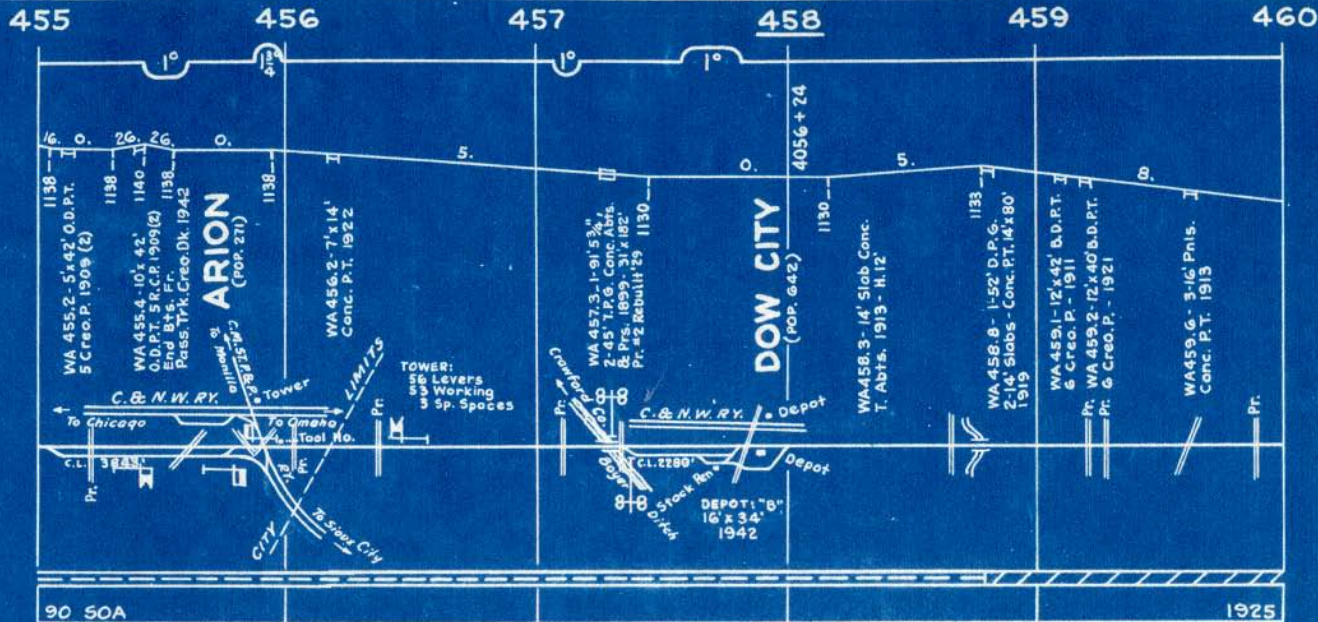 455 456 457 458 459 460
1° 1¾° 1° 1°
16. 0. 26. 26. 0. 5. 0. 5. 8.
1138 1138 1140 1138 1138 1130 1130 1133
4056 + 24
WA 455.2 - 5'x 42' O.D.P.T.
5 Creo. P. 1909 (2)
WA 455.4 - 10'x 42'
O.D.P.T. 5 R.C.P. 1909 (2)
End Bts. Fr.
Pass. Trk. Creo. Dk. 1942
ARION
(POP. 271)
WA 456.2 - 7'x 14'
Conc. P.T. 1922
WA 457.3 - 1 - 91' 5¾",
2 - 45' T.P.G. Conc. Abts.
& Prs. 1899 - 31'x 182'
Pr. #2 Rebuilt '29
DOW CITY
(POP. 642)
WA 458.3 - 14' Slab Conc.
T. Abts. 1913 - H. 12'
WA 458.8 - 1 - 52' D.P.G.
2 - 14' Slabs - Conc. P.T. 14'x 80'
1919
WA 459.1 - 12'x 42' B.D.P.T.
6 Creo. P. - 1911
WA 459.2 - 12'x 40' B.D.P.T.
6 Creo. P. - 1921
WA 459.6 - 3 - 16' Pnls.
Conc. P.T. 1913
C.M. ST. P. & P.
To Manilla
Tower
C. & N.W. RY.
To Chicago
To Omaha
Tool Ho.
C.L. 3843'
Pr.
Pr.
Pr.
To Sioux City
CITY LIMITS
TOWER:
56 Levers
53 Working
3 Sp. Spaces
Pr.
Crawford Co.
Boyer Ditch
C. & N.W. RY.
Depot
C.L. 2280'
Stock Pen
Depot
DEPOT: "B"
16' x 34'
1942
Pr.
Pr.
Pr.
90 SOA
1925